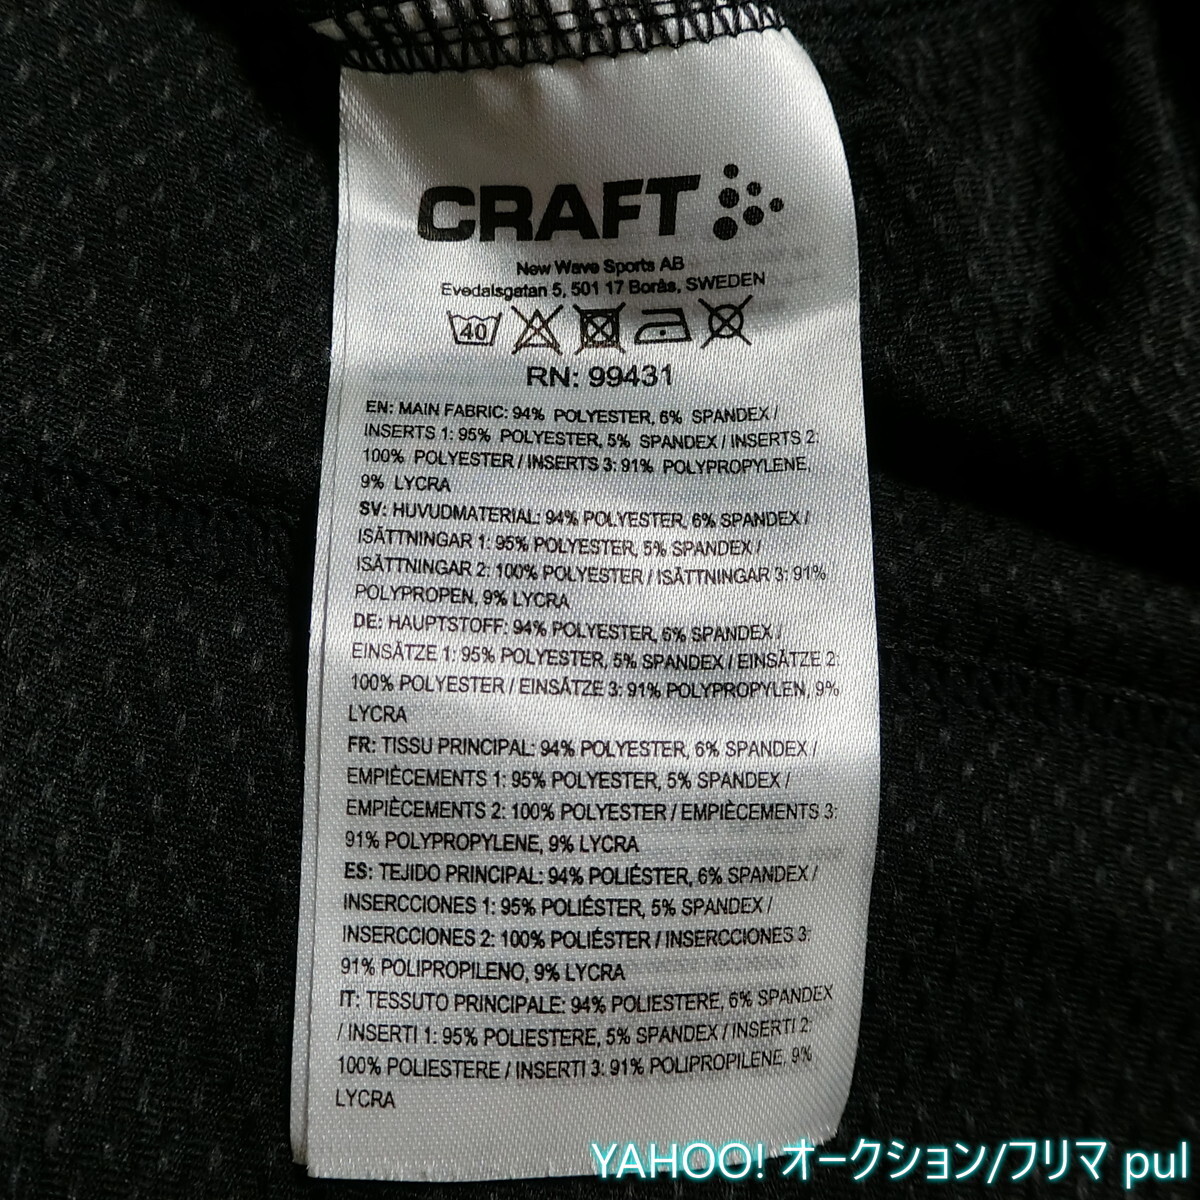 CRAFT
New Wave Sports AB
Evedalsgatan 5, 501 17 Borås, SWEDEN
40
RN: 99431
EN: MAIN FABRIC: 94% POLYESTER, 6% SPANDEX /
INSERTS 1: 95% POLYESTER, 5% SPANDEX / INSERTS 2:
100% POLYESTER / INSERTS 3: 91% POLYPROPYLENE,
9% LYCRA
SV: HUVUDMATERIAL: 94% POLYESTER, 6% SPANDEX /
ISÄTTNINGAR 1: 95% POLYESTER, 5% SPANDEX /
ISÄTTNINGAR 2: 100% POLYESTER / ISÄTTNINGAR 3: 91%
POLYPROPEN, 9% LYCRA
DE: HAUPTSTOFF: 94% POLYESTER, 6% SPANDEX /
EINSÄTZE 1: 95% POLYESTER, 5% SPANDEX / EINSÄTZE 2:
100% POLYESTER / EINSÄTZE 3: 91% POLYPROPYLEN, 9%
LYCRA
FR: TISSU PRINCIPAL: 94% POLYESTER, 6% SPANDEX /
EMPIÈCEMENTS 1: 95% POLYESTER, 5% SPANDEX /
EMPIÈCEMENTS 2: 100% POLYESTER / EMPIÈCEMENTS 3:
91% POLYPROPYLENE, 9% LYCRA
ES: TEJIDO PRINCIPAL: 94% POLIÉSTER, 6% SPANDEX /
INSERCCIONES 1: 95% POLIÉSTER, 5% SPANDEX /
INSERCCIONES 2: 100% POLIÉSTER / INSERCCIONES 3:
91% POLIPROPILENO, 9% LYCRA
IT: TESSUTO PRINCIPALE: 94% POLIESTERE, 6% SPANDEX
/ INSERTI 1: 95% POLIESTERE, 5% SPANDEX / INSERTI 2:
100% POLIESTERE / INSERTI 3: 91% POLIPROPILENE, 9%
LYCRA
YAHOO! オークション/フリマ pul